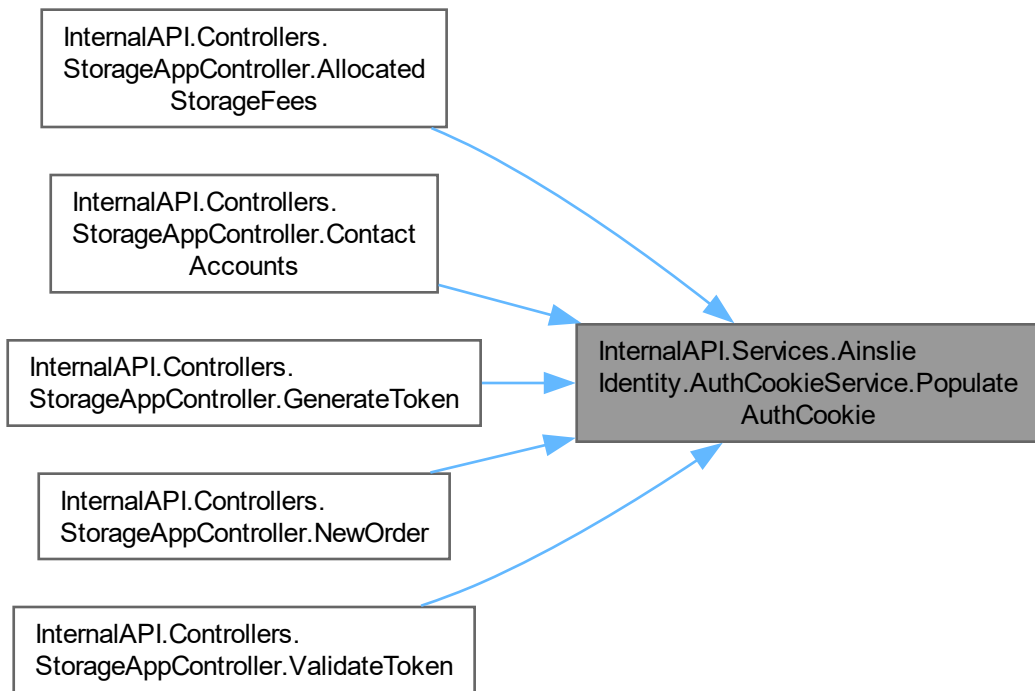 InternalAPI.Controllers.
StorageAppController.Allocated
StorageFees
InternalAPI.Controllers.
StorageAppController.Contact
Accounts
InternalAPI.Controllers.
StorageAppController.GenerateToken
InternalAPI.Controllers.
StorageAppController.NewOrder
InternalAPI.Controllers.
StorageAppController.ValidateToken
InternalAPI.Services.Ainslie
Identity.AuthCookieService.Populate
AuthCookie